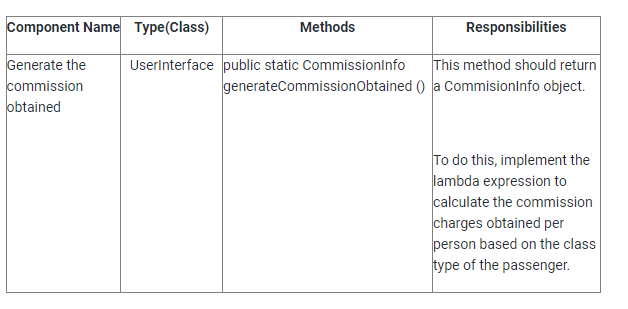 Component Name Type(Class) Methods Responsibilities
Generate the commission obtained
UserInterface
public static CommissionInfo
generateCommissionObtained ()
This method should return
a CommisionInfo object.
To do this, implement the
lambda expression to
calculate the commission
charges obtained per
person based on the class
type of the passenger.